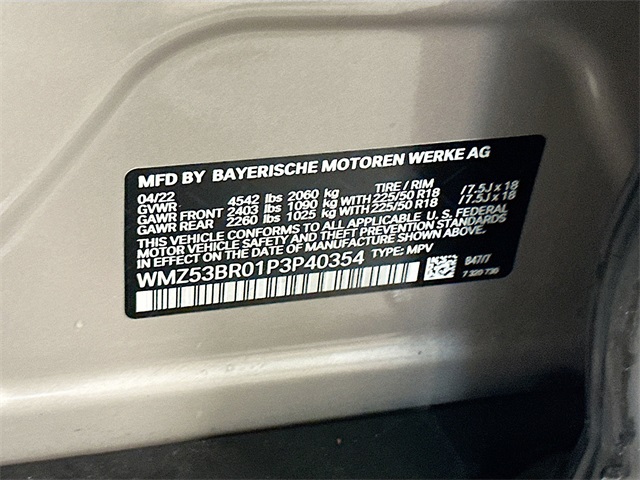 MFD BY BAYERISCHE MOTOREN WERKE AG
04/22 TIRE / RIM
GVWR 4542 lbs 2060 kg
GAWR FRONT 2403 lbs 1090 kg WITH 225/50 R18 / 7.5J x 18
GAWR REAR 2260 lbs 1025 kg WITH 225/50 R18 / 7.5J x 18
THIS VEHICLE CONFORMS TO ALL APPLICABLE U. S. FEDERAL
MOTOR VEHICLE SAFETY AND THEFT PREVENTION STANDARDS
IN EFFECT ON THE DATE OF MANUFACTURE SHOWN ABOVE.
WMZ53BR01P3P40354 TYPE: MPV
B47/7
7 320 730